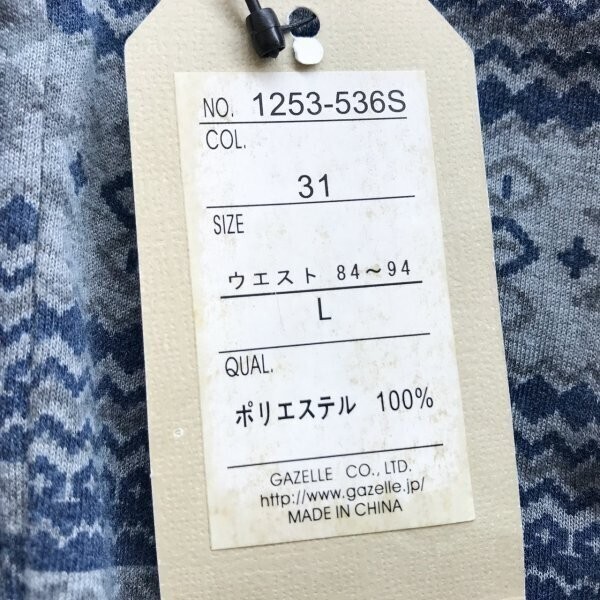 NO. 1253-536S
COL.
31
SIZE
ウエスト 84～94
L
QUAL.
ポリエステル 100%
GAZELLE CO., LTD.
http://www.gazelle.jp/
MADE IN CHINA